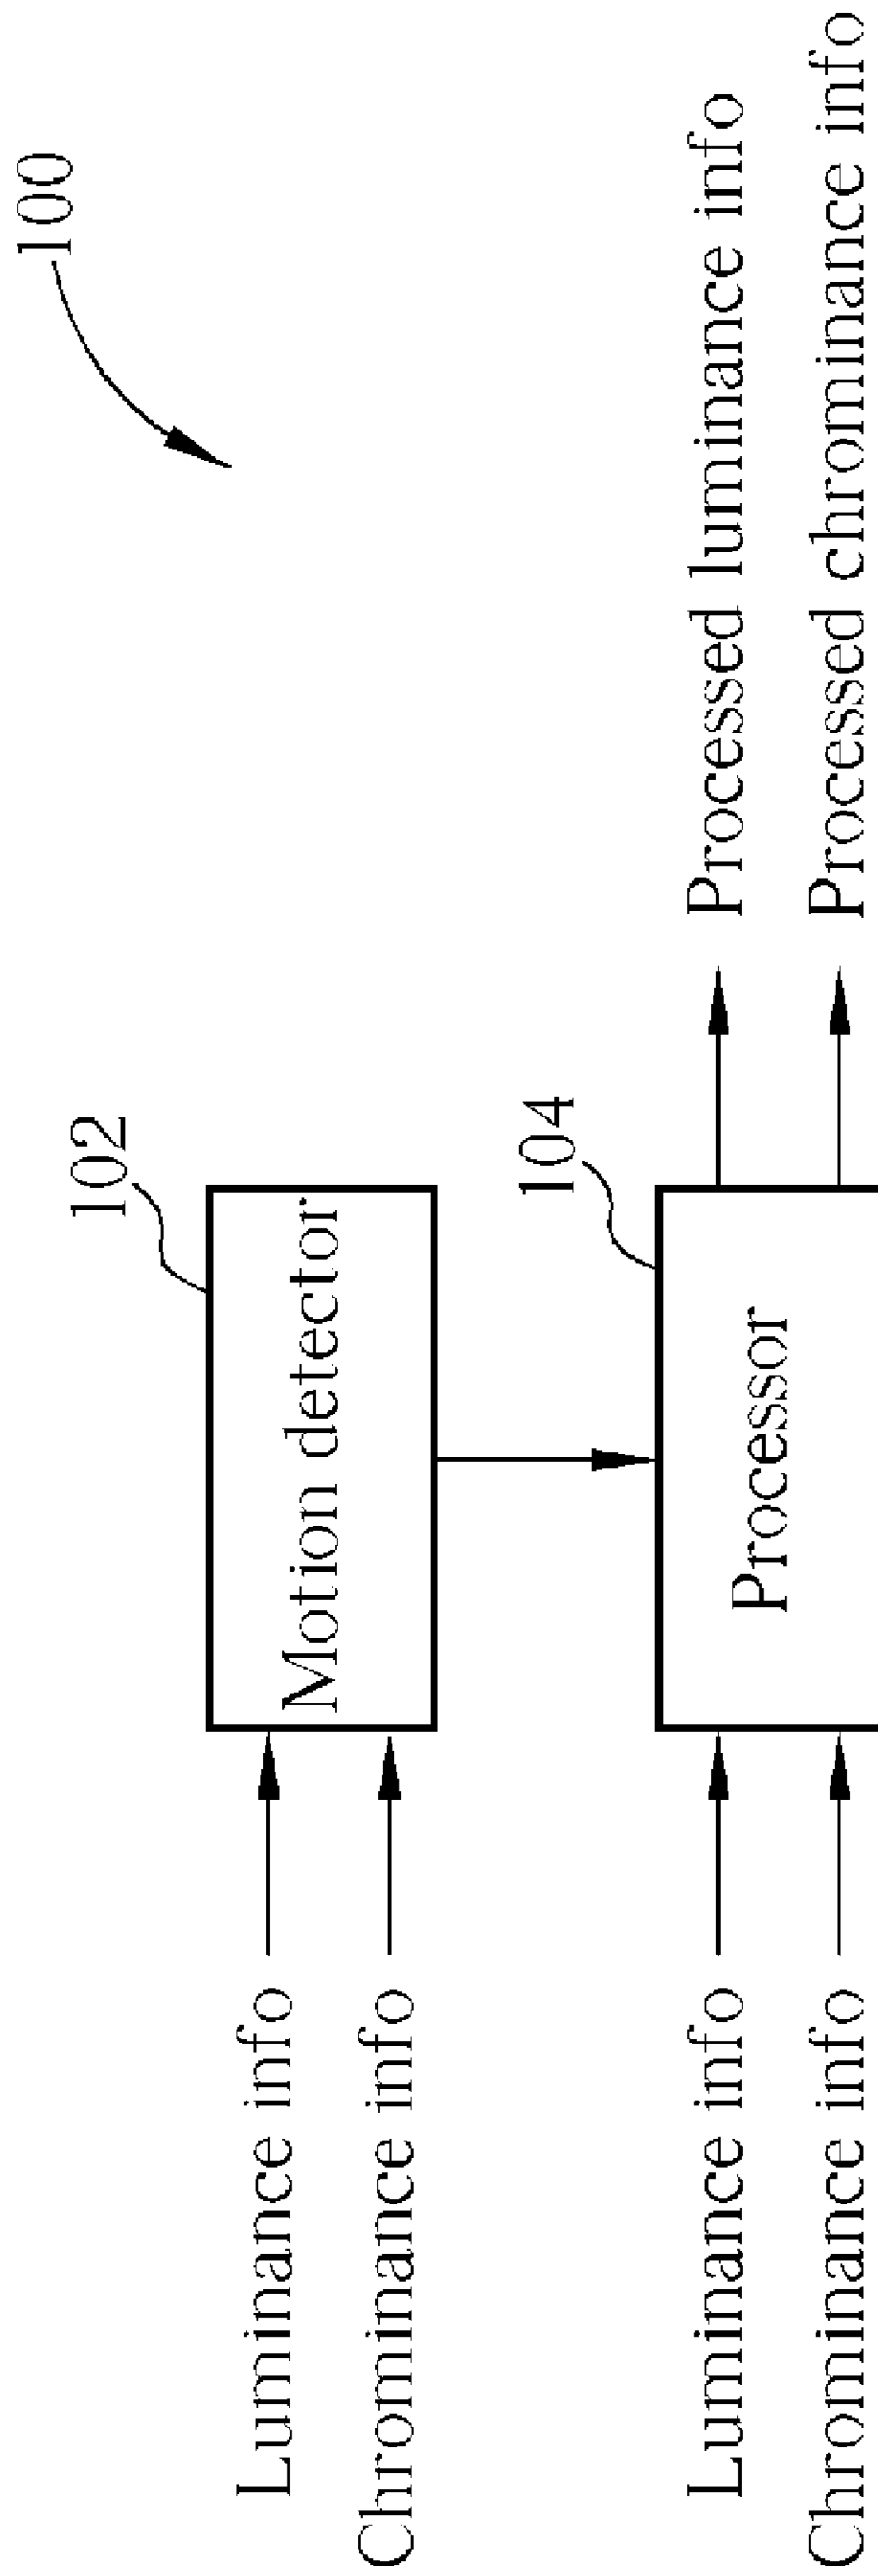 100
102
Luminance info
Motion detector
Chrominance info
104
Luminance info
Processor
Processed luminance info
Chrominance info
Processed chrominance info